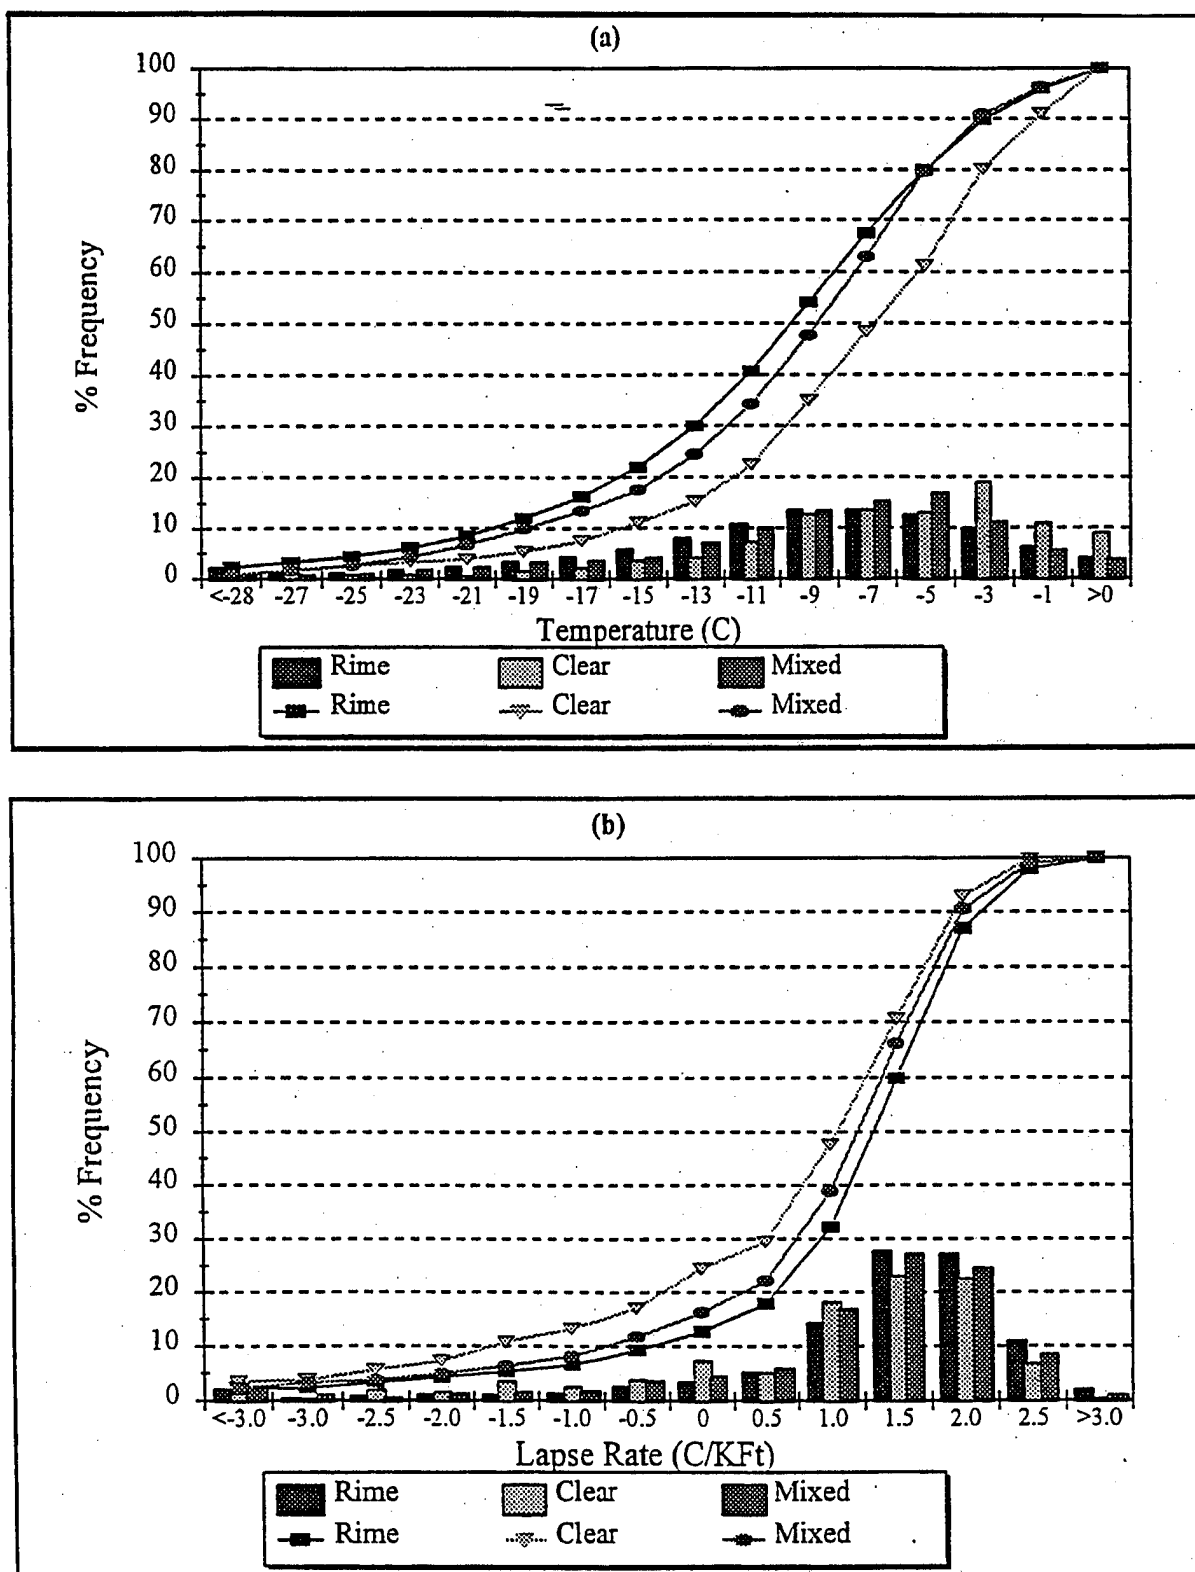 (a)
100
90
80
70
60
50
40
30
20
10
0
% Frequency
<-28 -27 -25 -23 -21 -19 -17 -15 -13 -11 -9 -7 -5 -3 -1 >0
Temperature (C)
Rime Clear Mixed
Rime Clear Mixed
(b)
100
90
80
70
60
50
40
30
20
10
0
% Frequency
<-3.0 -3.0 -2.5 -2.0 -1.5 -1.0 -0.5 0 0.5 1.0 1.5 2.0 2.5 >3.0
Lapse Rate (C/KFt)
Rime Clear Mixed
Rime Clear Mixed